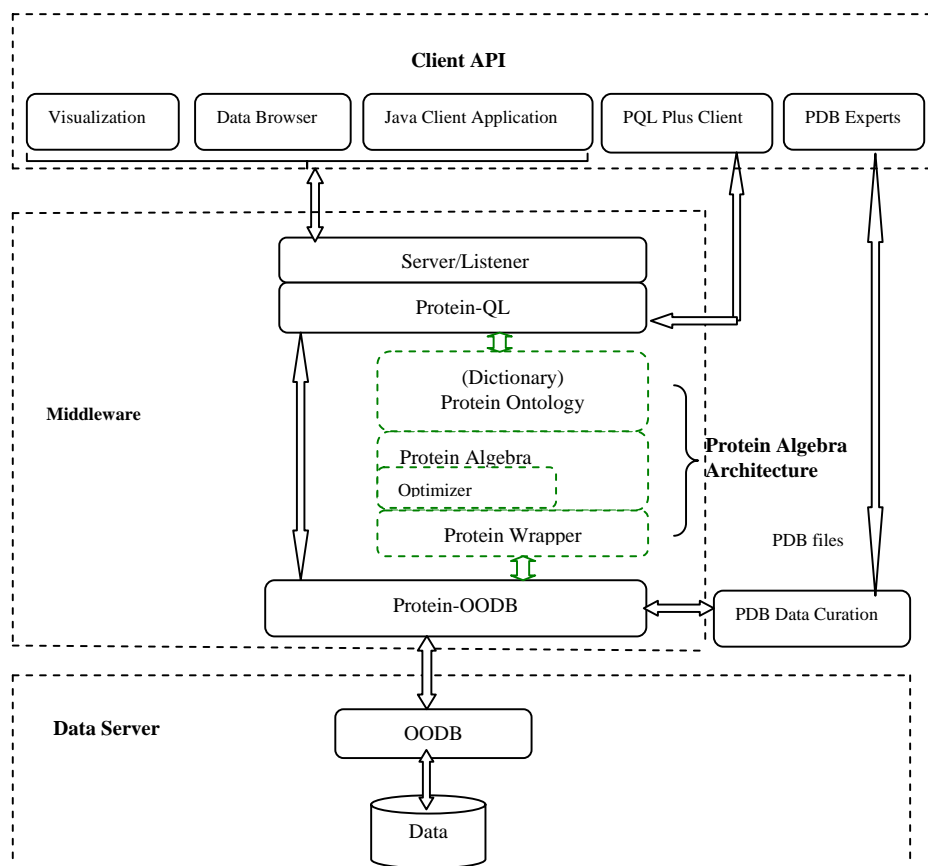 Client API
Visualization
Data Browser
Java Client Application
PQL Plus Client
PDB Experts
Server/Listener
Protein-QL
(Dictionary)
Protein Ontology
Middleware
Protein Algebra
Optimizer
Protein Algebra
Architecture
Protein Wrapper
PDB files
Protein-OODB
PDB Data Curation
Data Server
OODB
Data